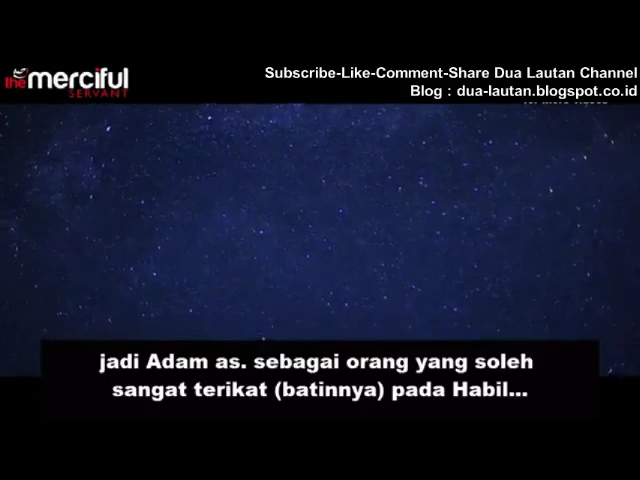 the merciful
SERVANT
Subscribe-Like-Comment-Share Dua Lautan Channel
Blog : dua-lautan.blogspot.co.id
jadi Adam as. sebagai orang yang soleh
sangat terikat (batinnya) pada Habil...